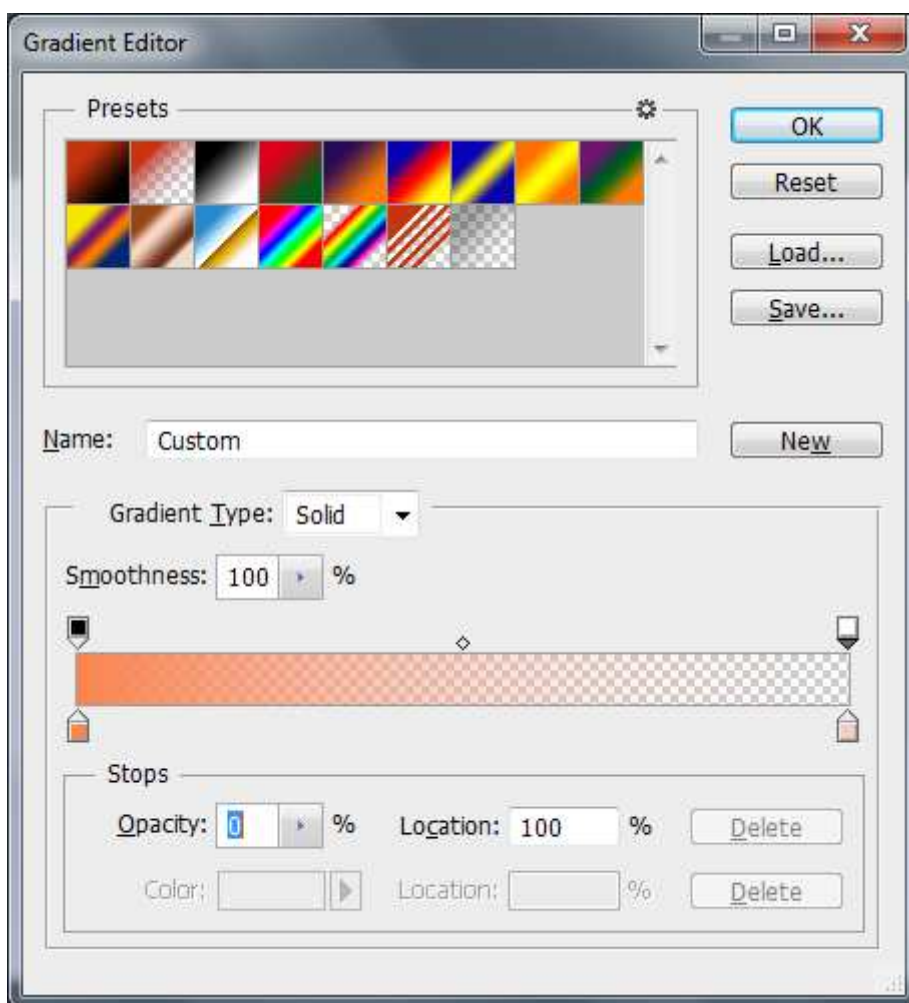 Gradient Editor
Presets
OK
Reset
Load...
Save...
Name: Custom
New
Gradient Type: Solid
Smoothness: 100 %
Stops
Opacity: 0 % Location: 100 % Delete
Color: Location: % Delete